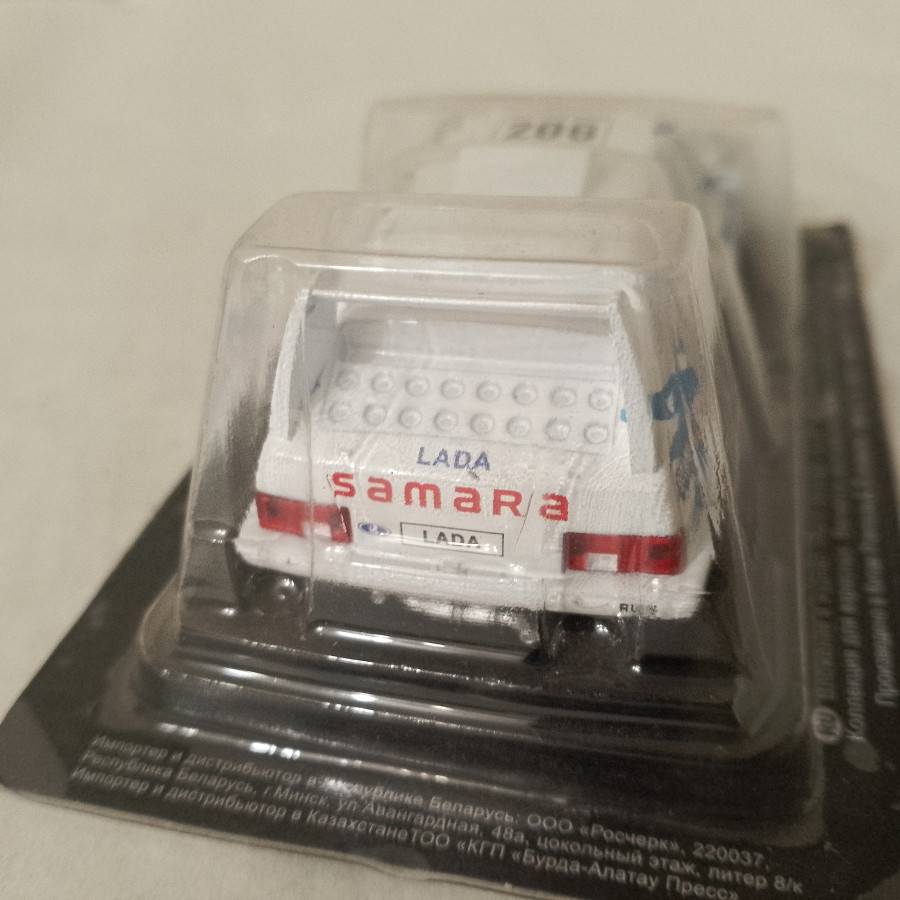 206
LADA
samaRa
LADA
RU
Импортер и дистрибьютор в Республике Беларусь: ООО «Росчерк», 220037,
Республика Беларусь, г.Минск, ул.Авангардная, 48а, цокольный этаж, литер 8/к
Импортер и дистрибьютор в КазахстанеТОО «КГП «Бурда-Алатау Пресс»